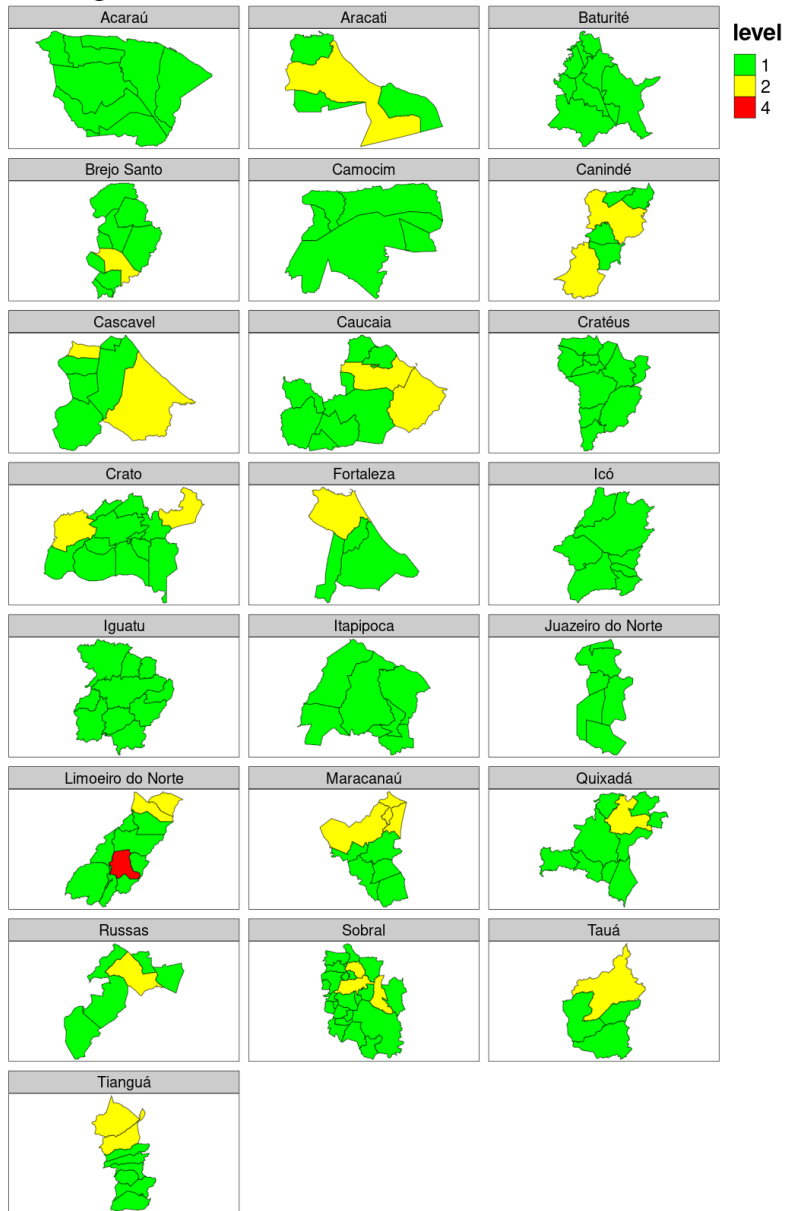 Acaraú
Aracati
Baturité
level
1
2
4
Brejo Santo
Camocim
Canindé
Cascavel
Caucaia
Cratéus
Crato
Fortaleza
Icó
Iguatu
Itapipoca
Juazeiro do Norte
Limoeiro do Norte
Maracanaú
Quixadá
Russas
Sobral
Tauá
Tianguá